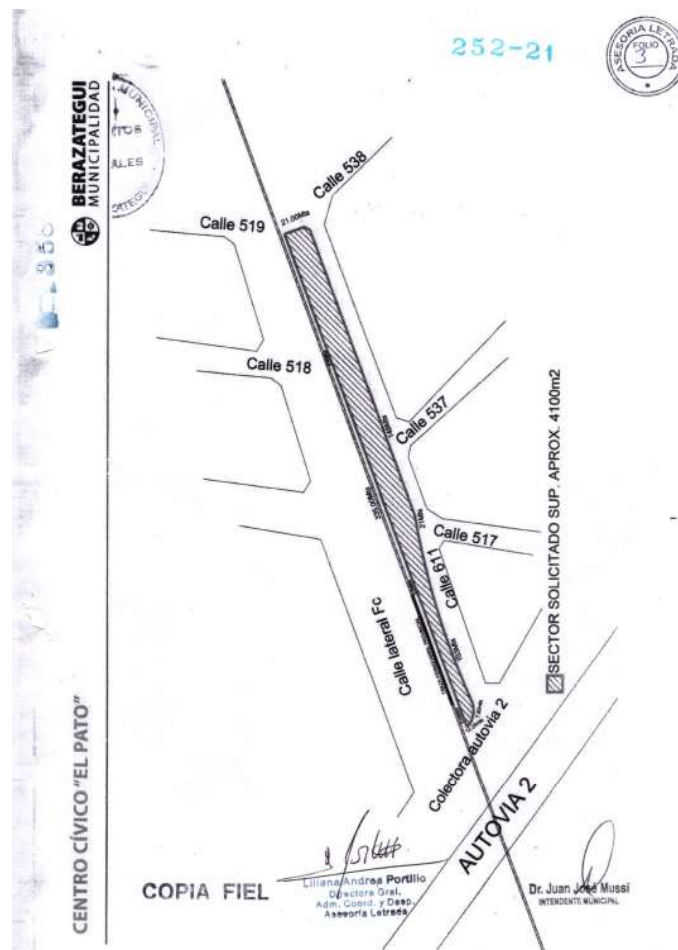 252-21
ASESORIA LETRADA
FOLIO
3
BERAZATEGUI
MUNICIPALIDAD
CENTRO CÍVICO "EL PATO"
Calle 538
21.00Mts
Calle 519
Calle 518
Calle 537
Calle 517
Calle 611
Calle lateral Fc
Colectora autovia 2
AUTOVIA 2
SECTOR SOLICITADO SUP. APROX. 4100m2
COPIA FIEL
Liliana Andrea Portillo
Directora Gral.
Adm. Coord. y Desp.
Asesoría Letrada
Dr. Juan José Mussi
INTENDENTE MUNICIPAL